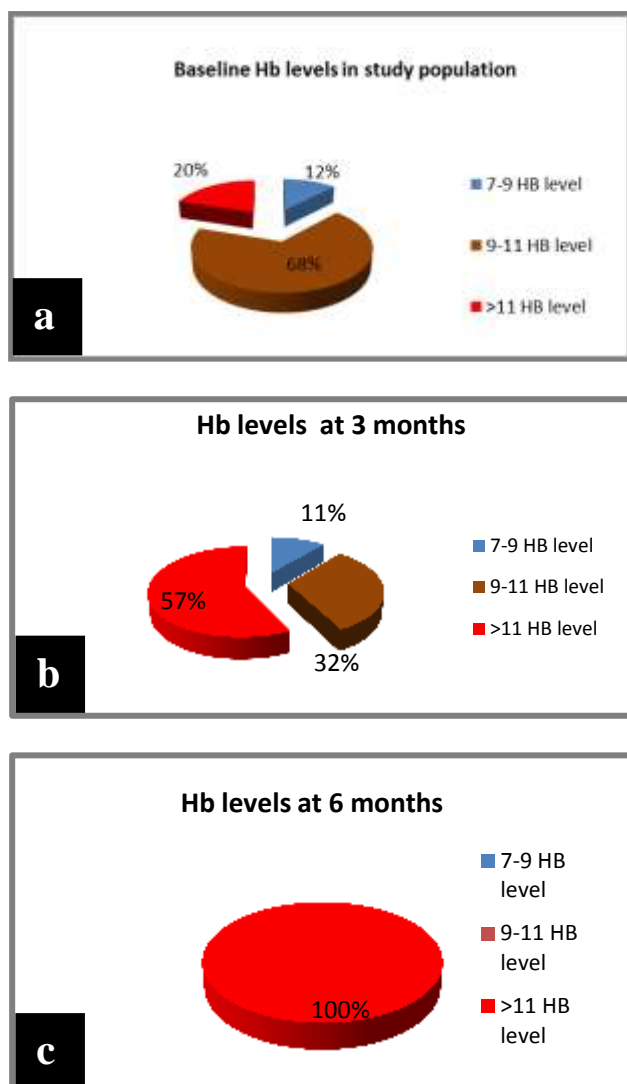 Baseline Hb levels in study population
20%
12%
68%
7-9 HB level
9-11 HB level
>11 HB level
a
Hb levels at 3 months
11%
57%
32%
7-9 HB level
9-11 HB level
>11 HB level
b
Hb levels at 6 months
100%
7-9 HB
level
9-11 HB
level
>11 HB
level
c